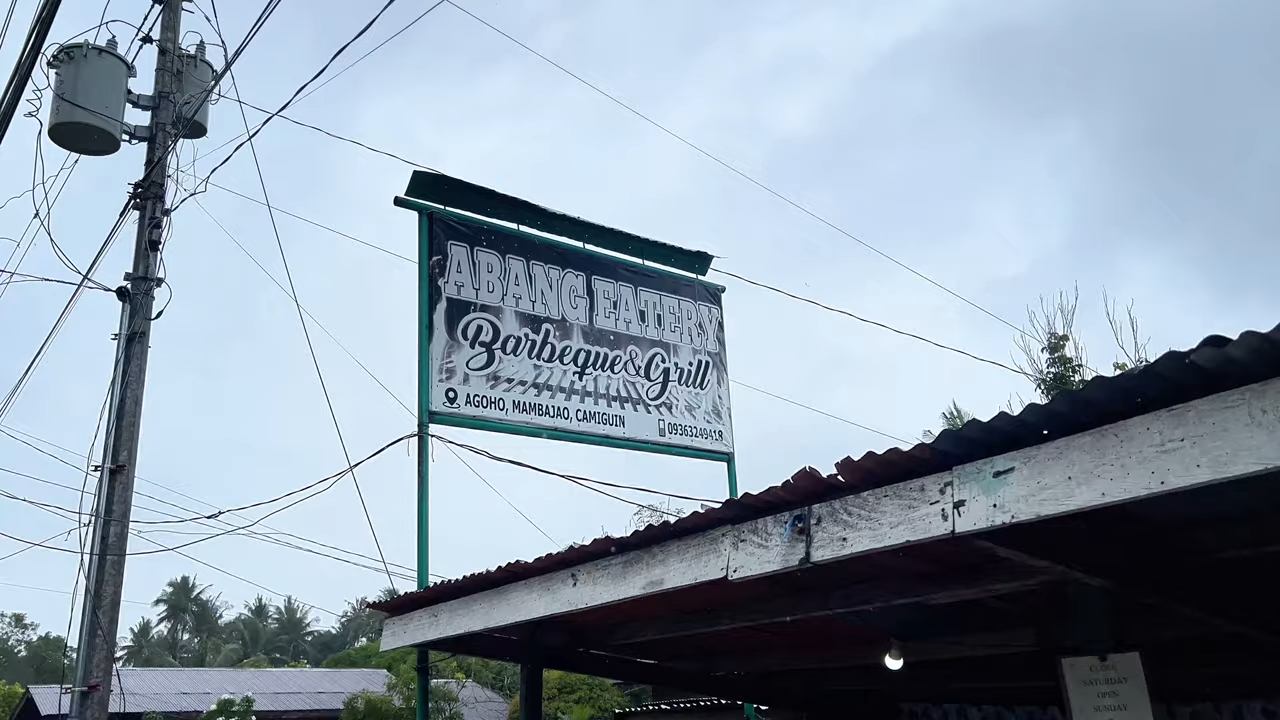 ABANG EATERY
Barbeque & Grill
AGOHO, MAMBAJAO, CAMIGUIN
09363249418
CLOSE
SATURDAY
OPEN
SUNDAY